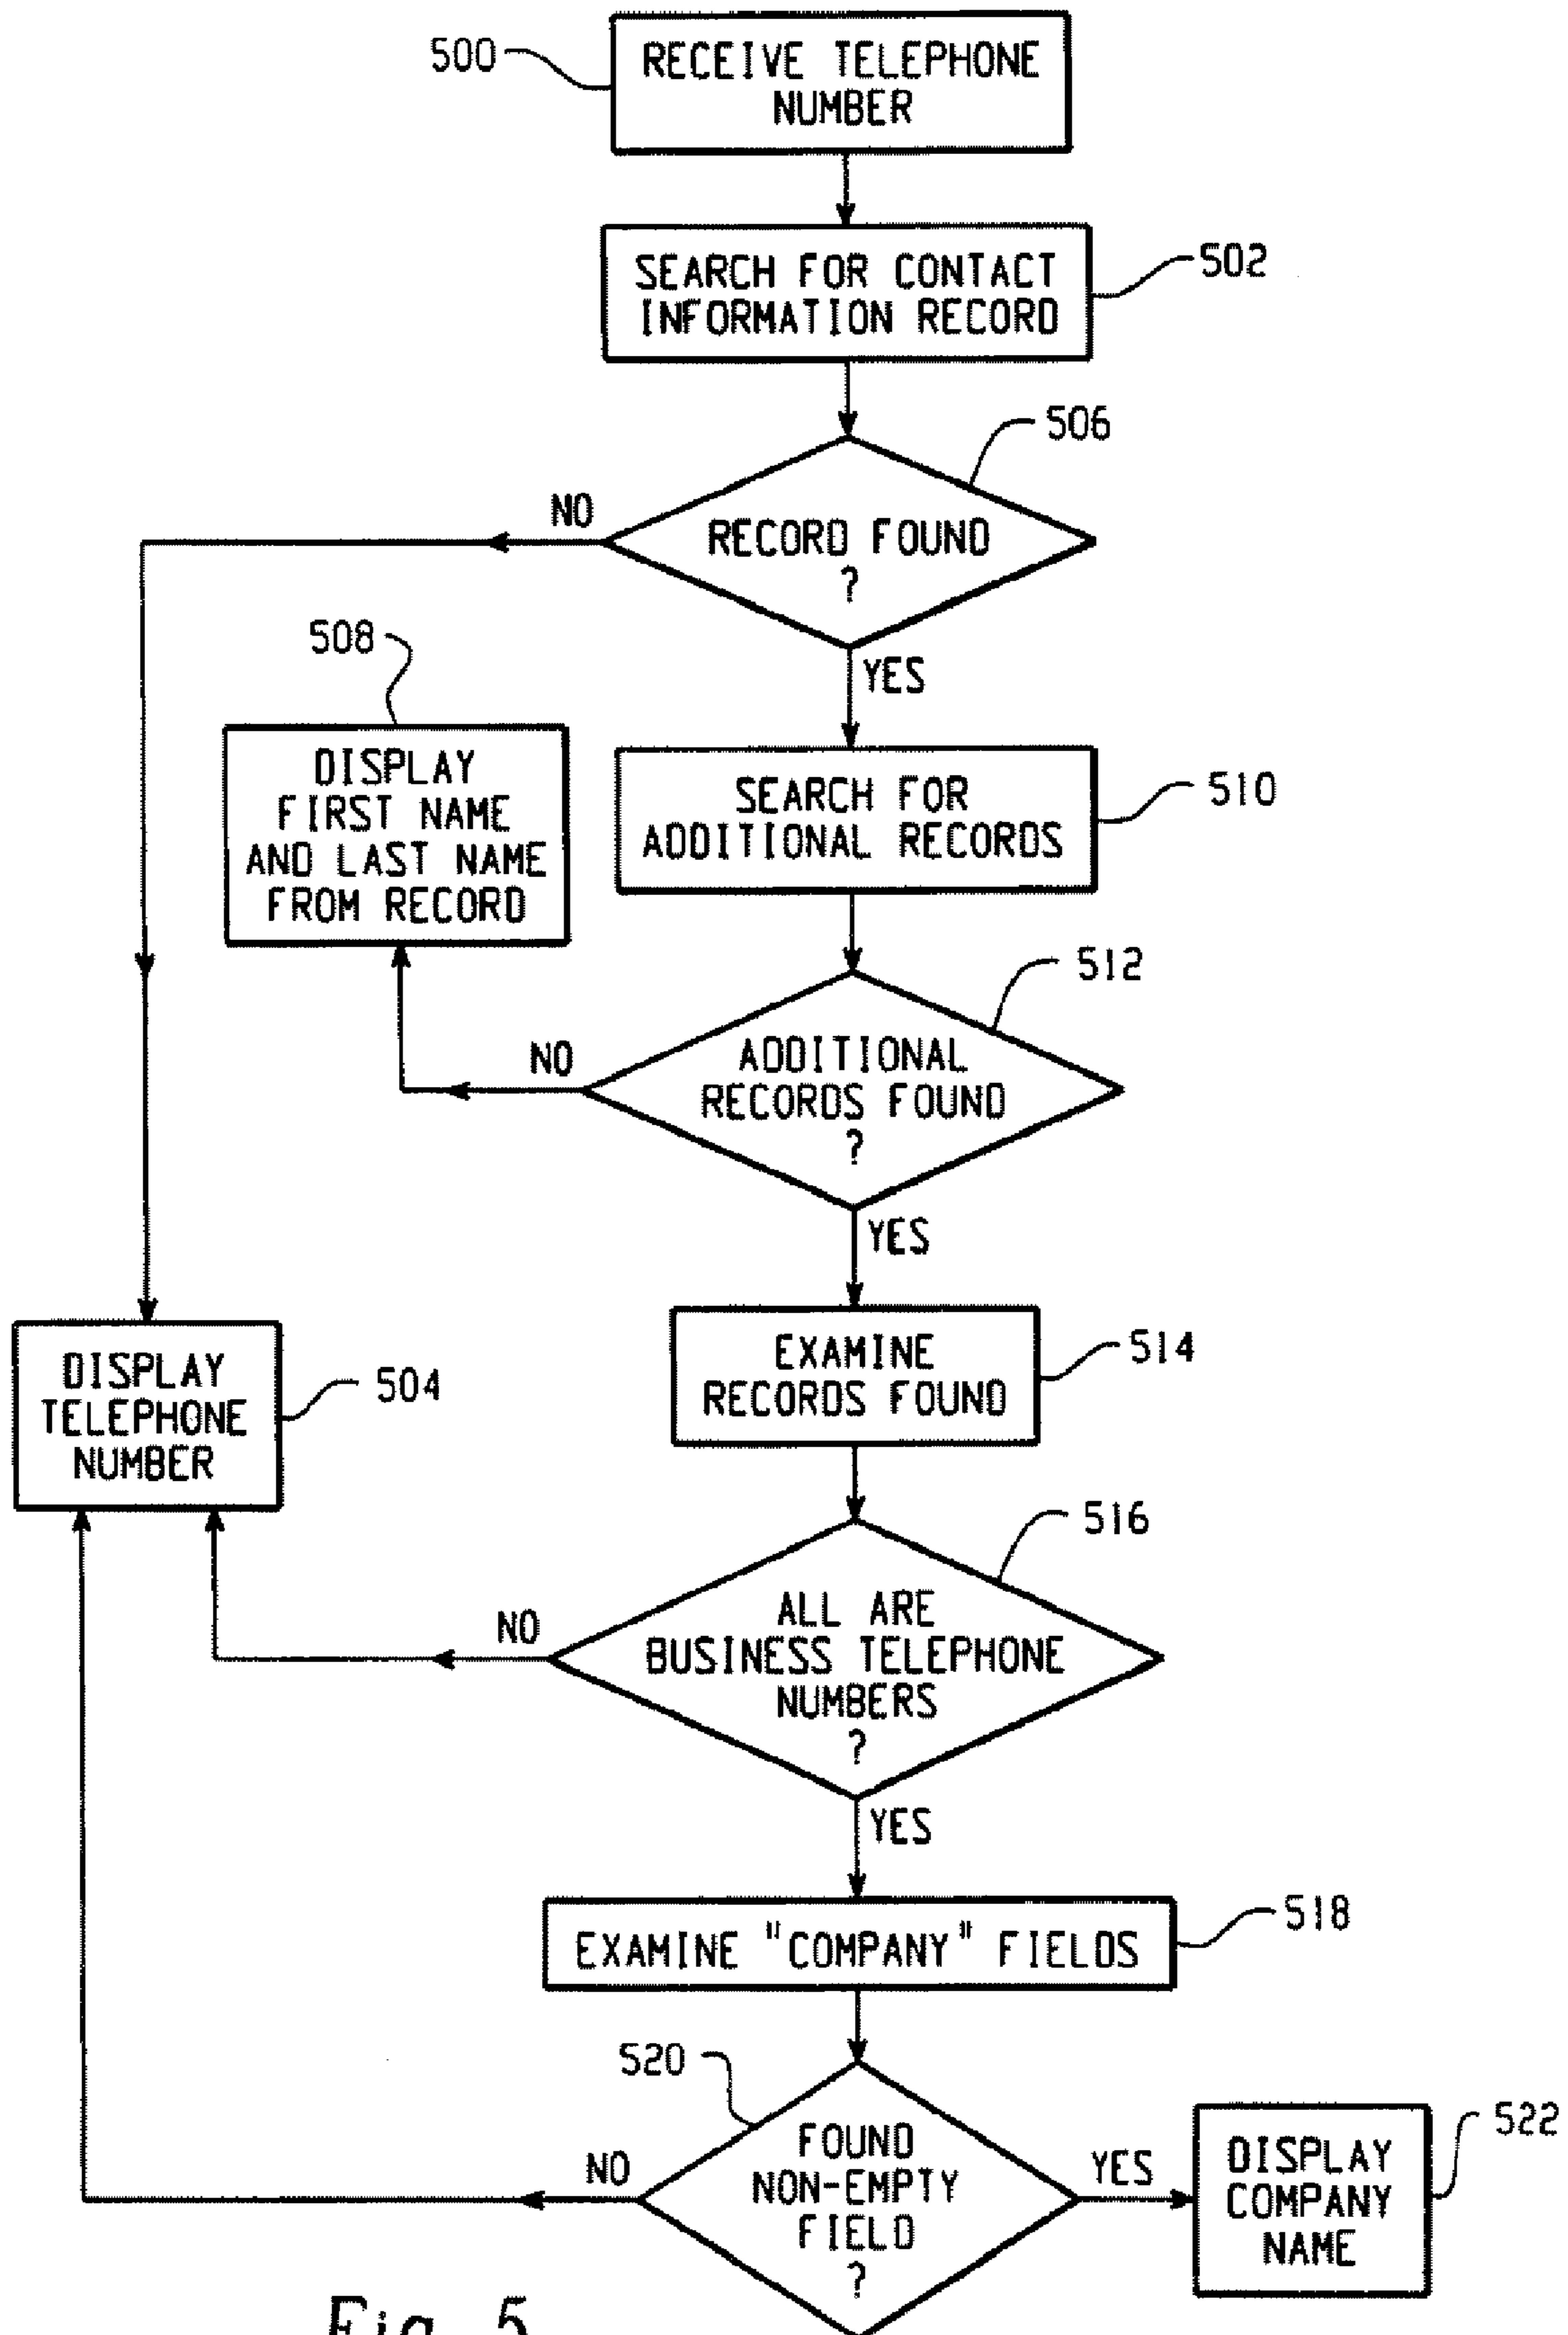 500
RECEIVE TELEPHONE
NUMBER
SEARCH FOR CONTACT
INFORMATION RECORD
502
506
NO
RECORD FOUND
?
508
YES
DISPLAY
FIRST NAME
AND LAST NAME
FROM RECORD
SEARCH FOR
ADDITIONAL RECORDS
510
512
NO
ADDITIONAL
RECORDS FOUND
?
YES
EXAMINE
RECORDS FOUND
514
DISPLAY
TELEPHONE
NUMBER
504
516
NO
ALL ARE
BUSINESS TELEPHONE
NUMBERS
?
YES
EXAMINE "COMPANY" FIELDS
518
520
NO
FOUND
NON-EMPTY
FIELD
?
YES
DISPLAY
COMPANY
NAME
522
Fig. 5